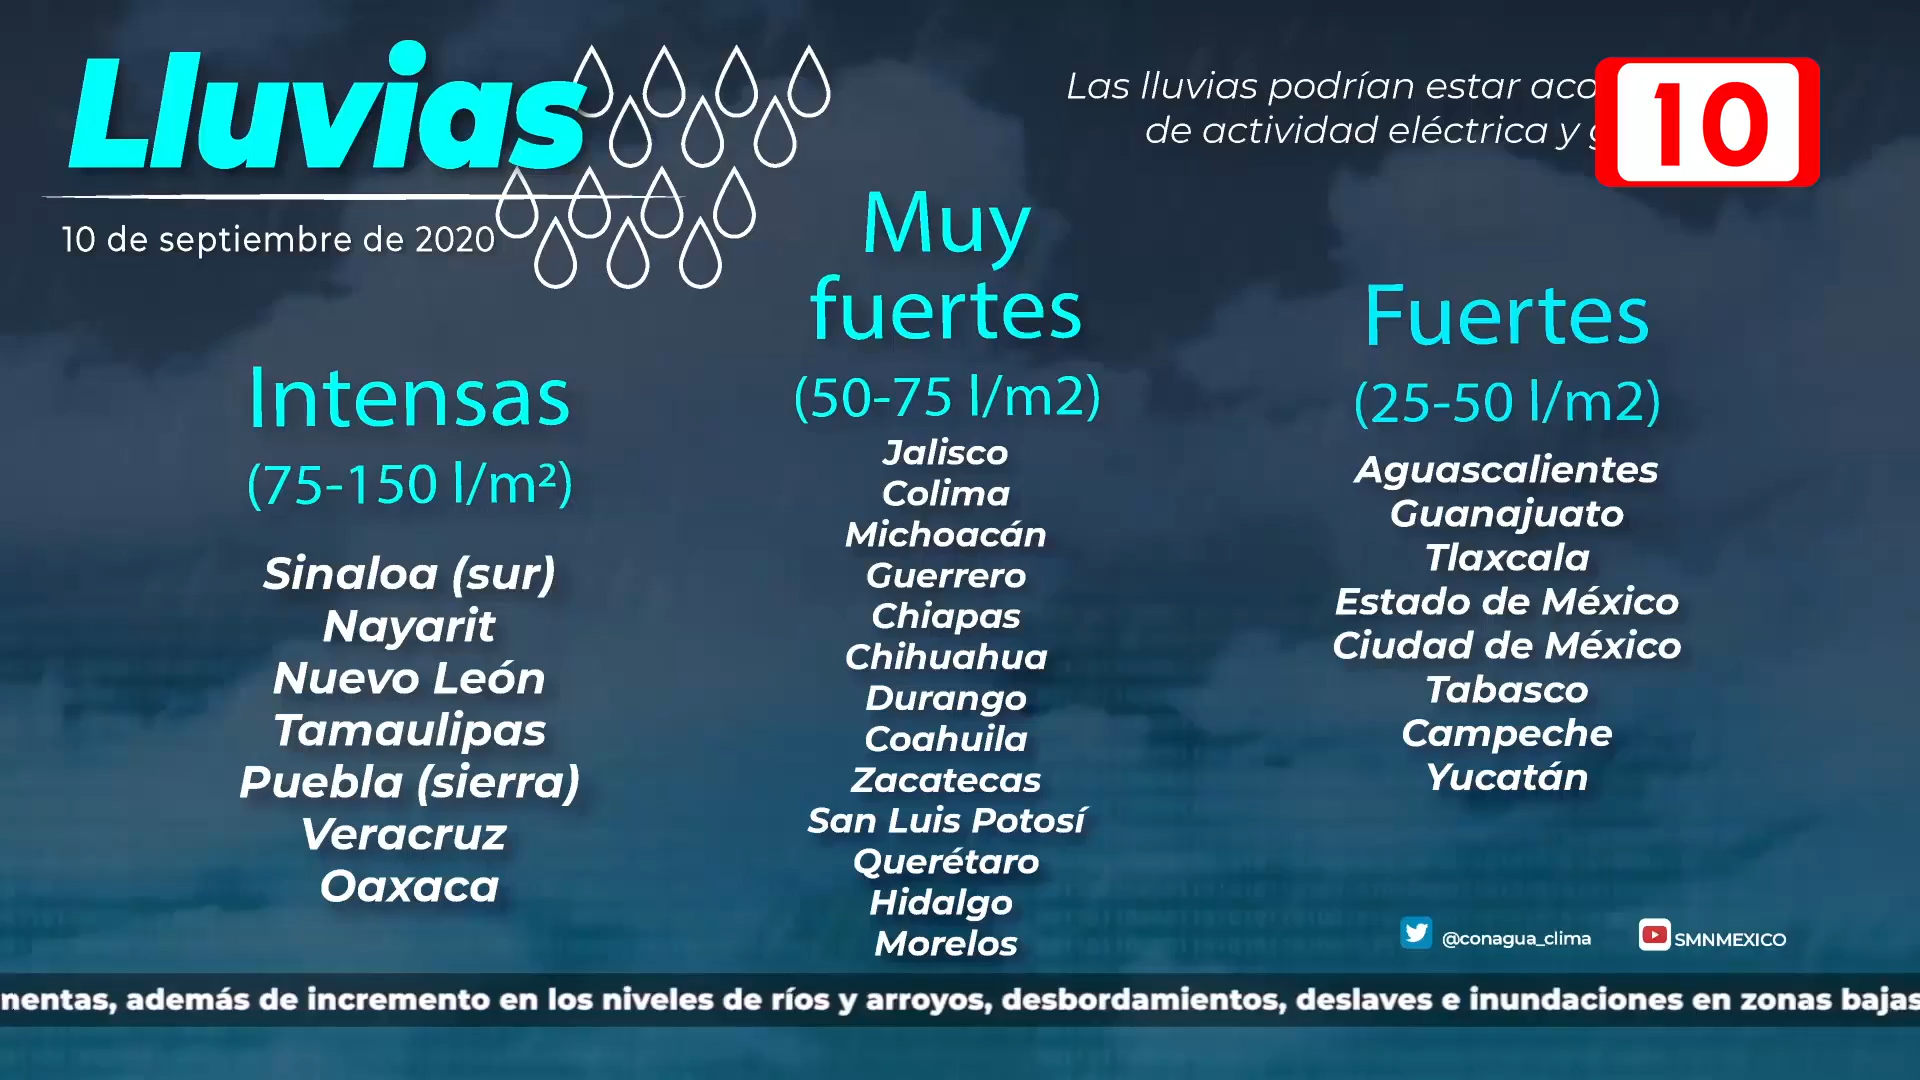 Lluvias
10 de septiembre de 2020
Las lluvias podrían estar
de actividad eléctrica y
10
Intensas
(75-150 l/m²)
Sinaloa (sur)
Nayarit
Nuevo León
Tamaulipas
Puebla (sierra)
Veracruz
Oaxaca
Muy
fuertes
(50-75 l/m2)
Jalisco
Colima
Michoacán
Guerrero
Chiapas
Chihuahua
Durango
Coahuila
Zacatecas
San Luis Potosí
Querétaro
Hidalgo
Morelos
Fuertes
(25-50 l/m2)
Aguascalientes
Guanajuato
Tlaxcala
Estado de México
Ciudad de México
Tabasco
Campeche
Yucatán
@conagua_clima
SMNMEXICO
además de incremento en los niveles de ríos y arroyos, desbordamientos, deslaves e inundaciones en zonas bajas